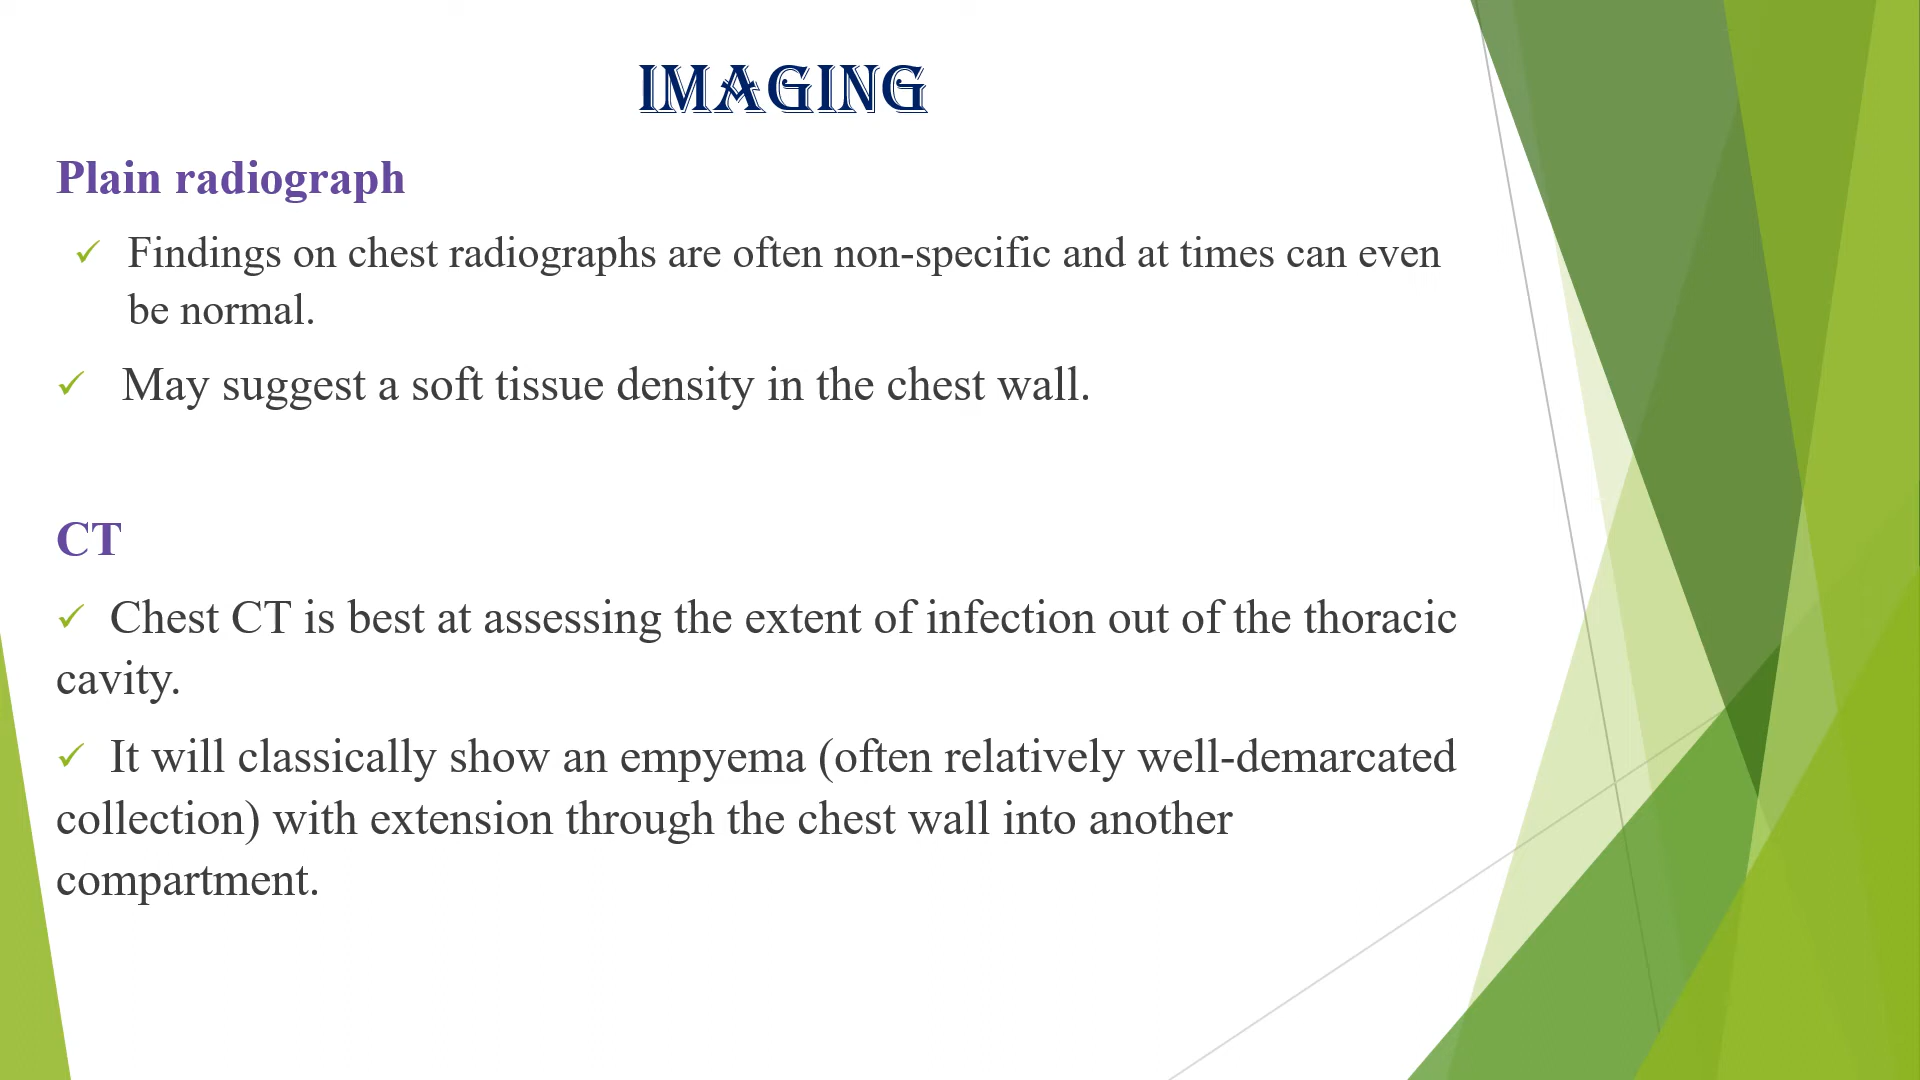 IMAGING
Plain radiograph
✓ Findings on chest radiographs are often non-specific and at times can even
be normal.
✓ May suggest a soft tissue density in the chest wall.
CT
✓ Chest CT is best at assessing the extent of infection out of the thoracic
cavity.
✓ It will classically show an empyema (often relatively well-demarcated
collection) with extension through the chest wall into another
compartment.